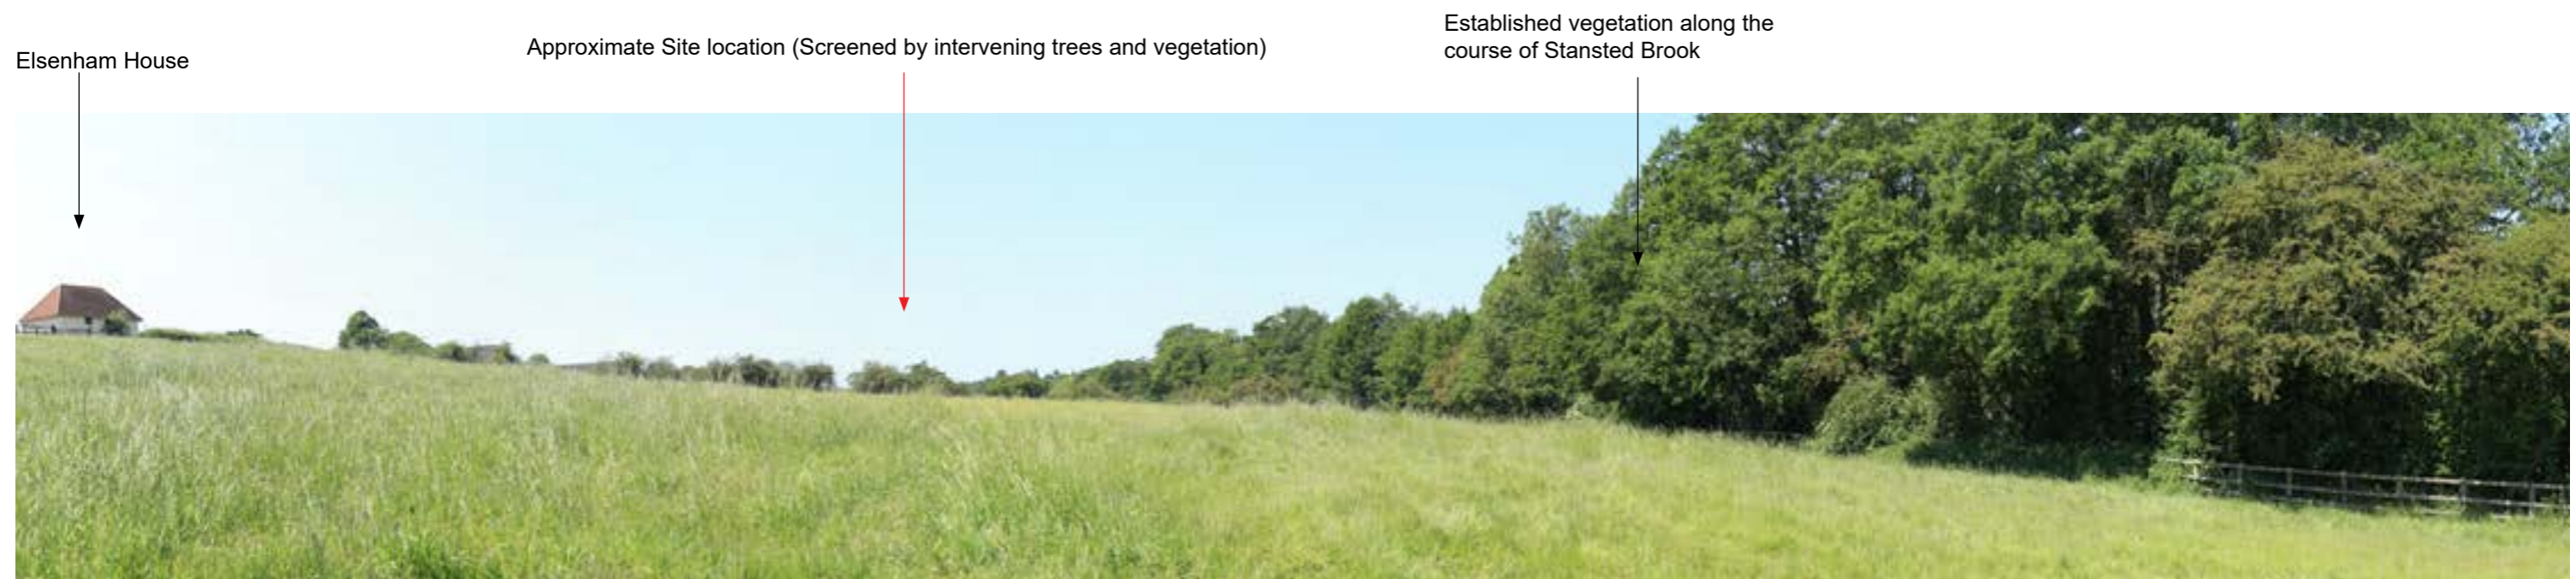 Elsenham House
Approximate Site location (Screened by intervening trees and vegetation)
Established vegetation along the
course of Stansted Brook